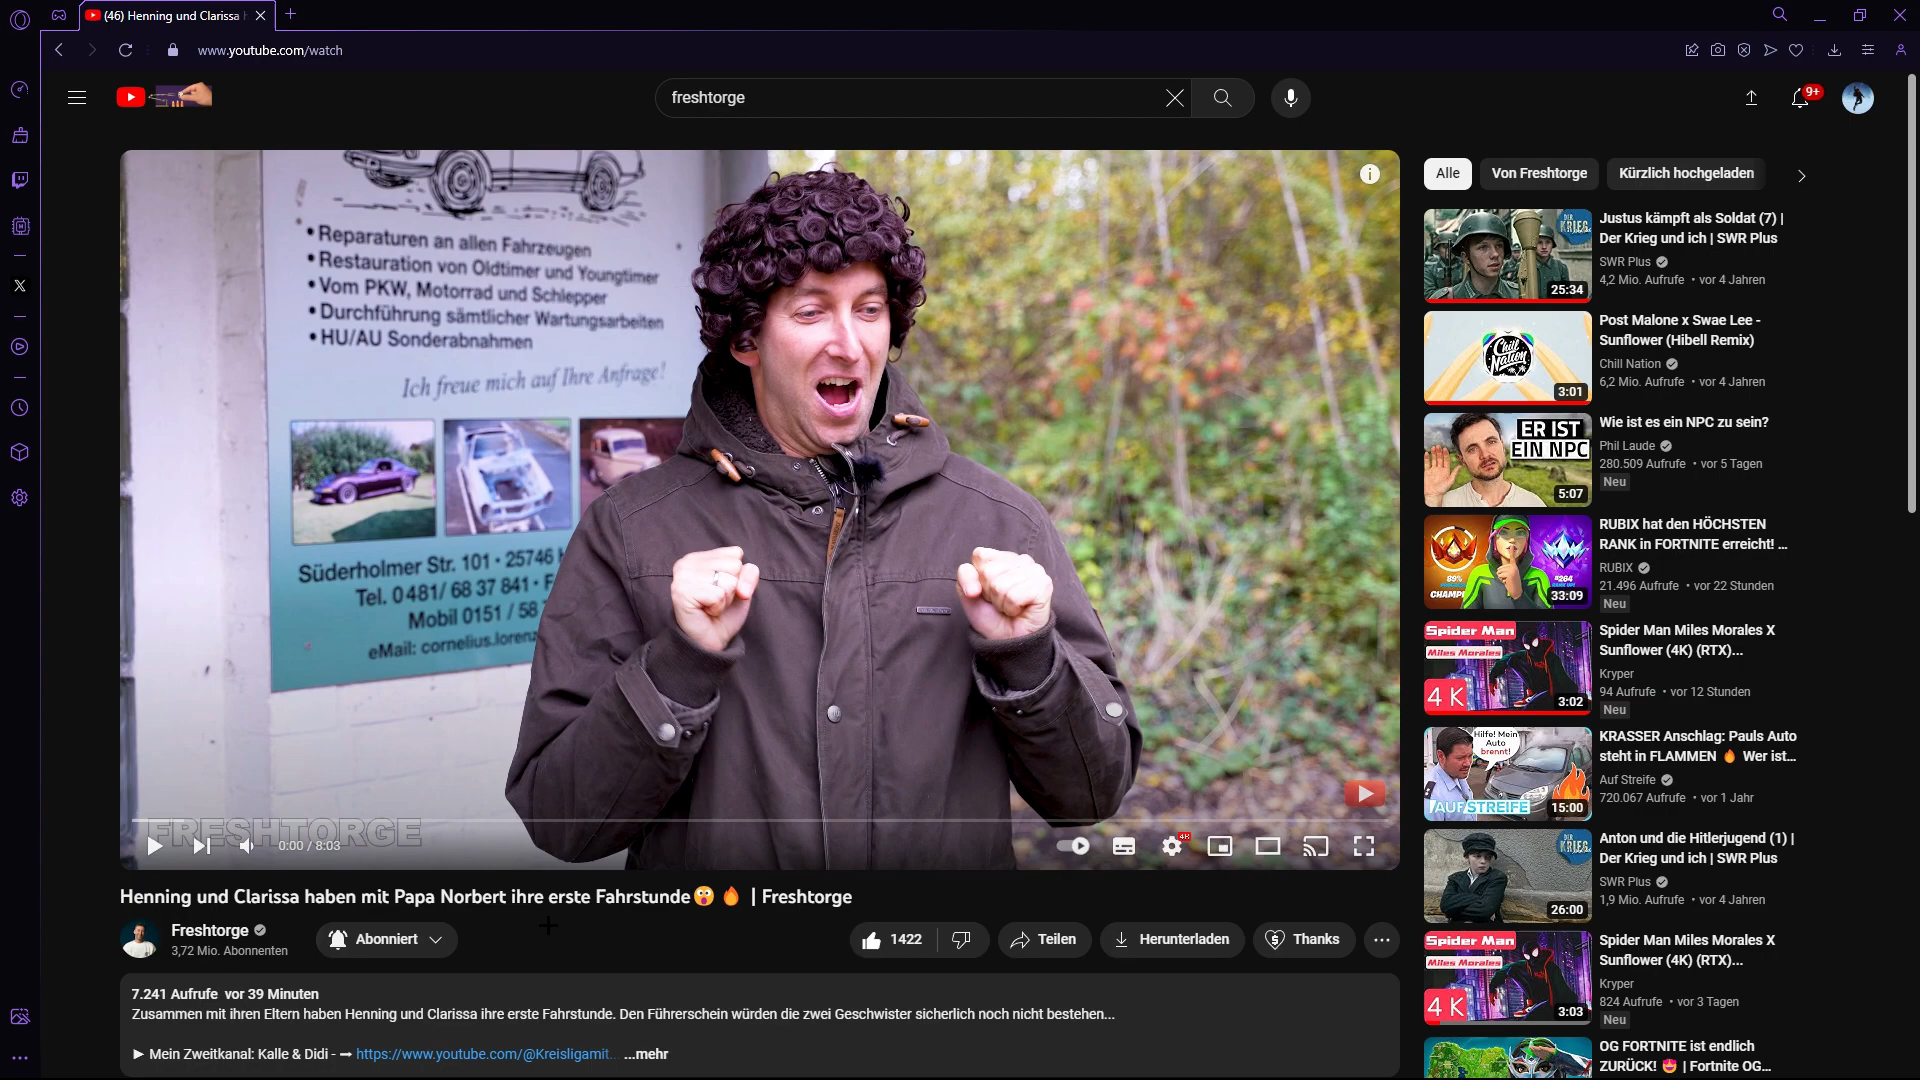 (46) Henning und Clarissa h
www.youtube.com/watch
freshtorge
9+
• Reparaturen an allen Fahrzeugen
• Restauration von Oldtimer und Youngtimer
• Vom PKW, Motorrad und Schlepper
• Durchführung sämtlicher Wartungsarbeiten
• HU/AU Sonderabnahmen
Ich freue mich auf Ihre Anfrage!
Süderholmer Str. 101 · 25746
Tel. 0481/ 68 37 841 · F
Mobil 0151 / 58
eMail: cornelius.lorenz
FRESHTORGE
0:00 / 8:03
4K
Henning und Clarissa haben mit Papa Norbert ihre erste Fahrstunde😲 🔥 | Freshtorge
Freshtorge
3,72 Mio. Abonnenten
Abonniert
1422
Teilen
Herunterladen
Thanks
7.241 Aufrufe vor 39 Minuten
Zusammen mit ihren Eltern haben Henning und Clarissa ihre erste Fahrstunde. Den Führerschein würden die zwei Geschwister sicherlich noch nicht bestehen...
► Mein Zweitkanal: Kalle & Didi - ➞ https://www.youtube.com/@Kreisligamit... ...mehr
Alle
Von Freshtorge
Kürzlich hochgeladen
DER KRIEG
25:34
Justus kämpft als Soldat (7) |
Der Krieg und ich | SWR Plus
SWR Plus
4,2 Mio. Aufrufe • vor 4 Jahren
Chill Nation
3:01
Post Malone x Swae Lee -
Sunflower (Hibell Remix)
Chill Nation
6,2 Mio. Aufrufe • vor 4 Jahren
ER IST
EIN NPC
5:07
Wie ist es ein NPC zu sein?
Phil Laude
280.509 Aufrufe • vor 5 Tagen
Neu
89%
#264
CHAMPI
33:09
RUBIX hat den HÖCHSTEN
RANK in FORTNITE erreicht! ...
RUBIX
21.496 Aufrufe • vor 22 Stunden
Neu
Spider Man
Miles Morales
4 K
3:02
Spider Man Miles Morales X
Sunflower (4K) (RTX)...
Kryper
94 Aufrufe • vor 12 Stunden
Neu
Hilfe! Mein
Auto
brennt!
AUF STREIFE
15:00
KRASSER Anschlag: Pauls Auto
steht in FLAMMEN 🔥 Wer ist...
Auf Streife
720.067 Aufrufe • vor 1 Jahr
DER KRIEG
26:00
Anton und die Hitlerjugend (1) |
Der Krieg und ich | SWR Plus
SWR Plus
1,9 Mio. Aufrufe • vor 4 Jahren
Spider Man
Miles Morales
4 K
3:03
Spider Man Miles Morales X
Sunflower (4K) (RTX)...
Kryper
824 Aufrufe • vor 3 Tagen
Neu
OG FORTNITE ist endlich
ZURÜCK! 😍 | Fortnite OG...